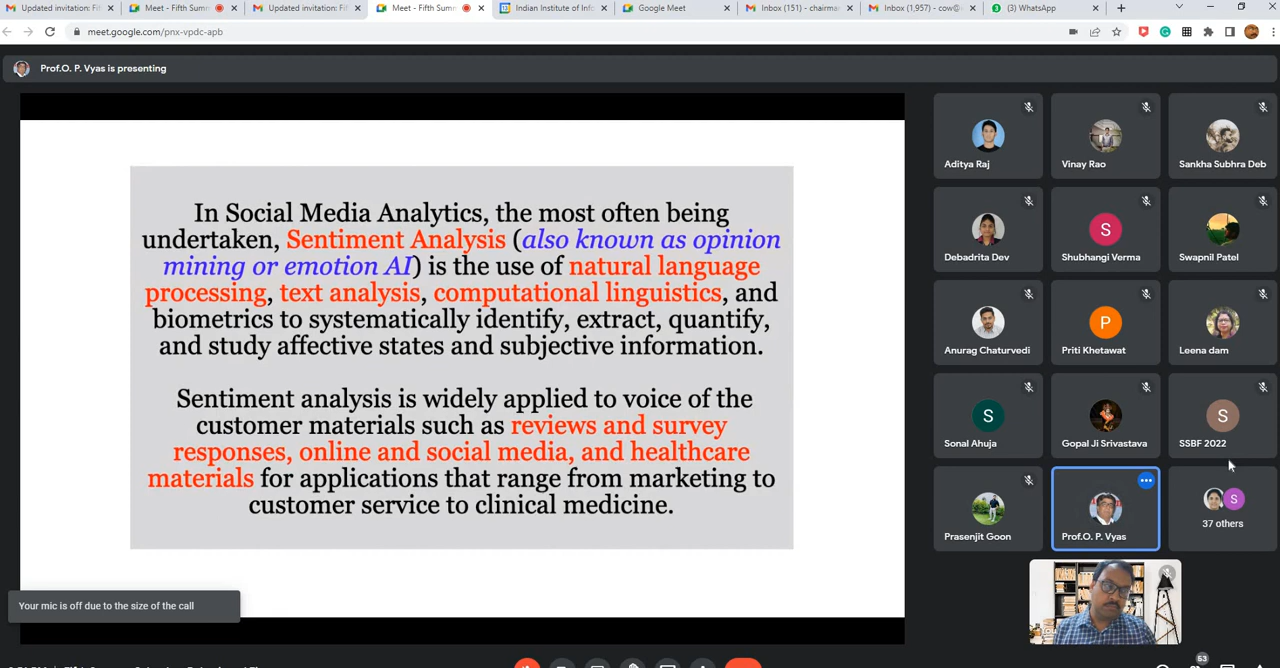 Updated invitation: Fif
Meet - Fifth Summ
Updated invitation: Fif
Meet - Fifth Summ
Indian Institute of Info
Google Meet
Inbox (151) - chairma
Inbox (1,957) - cow@
(3) WhatsApp
meet.google.com/pnx-vpdc-apb
Prof.O. P. Vyas is presenting
In Social Media Analytics, the most often being
undertaken, Sentiment Analysis (also known as opinion
mining or emotion AI) is the use of natural language
processing, text analysis, computational linguistics, and
biometrics to systematically identify, extract, quantify,
and study affective states and subjective information.
Sentiment analysis is widely applied to voice of the
customer materials such as reviews and survey
responses, online and social media, and healthcare
materials for applications that range from marketing to
customer service to clinical medicine.
Your mic is off due to the size of the call
Aditya Raj
Vinay Rao
Sankha Subhra Deb
Debadrita Dev
S
Shubhangi Verma
Swapnil Patel
Anurag Chaturvedi
P
Priti Khetawat
Leena dam
S
Sonal Ahuja
Gopal Ji Srivastava
S
SSBF 2022
Prasenjit Goon
Prof.O. P. Vyas
S
37 others
53